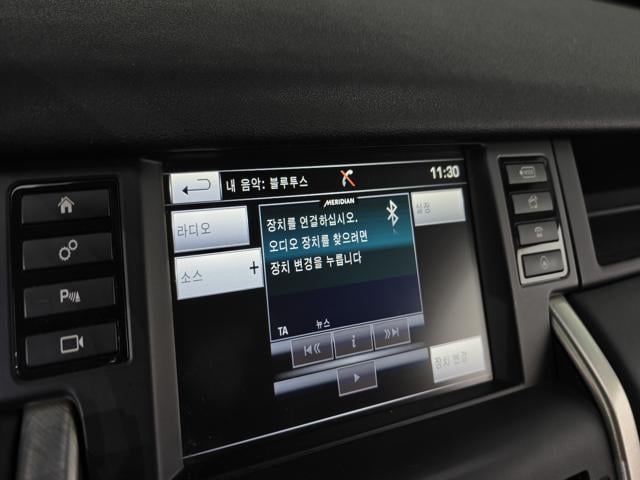 내 음악: 블루투스
11:30
MERIDIAN
라디오
장치를 연결하십시오.
오디오 장치를 찾으려면
장치 변경을 누릅니다
설정
소스 +
TA 뉴스
i
장치 변경
P